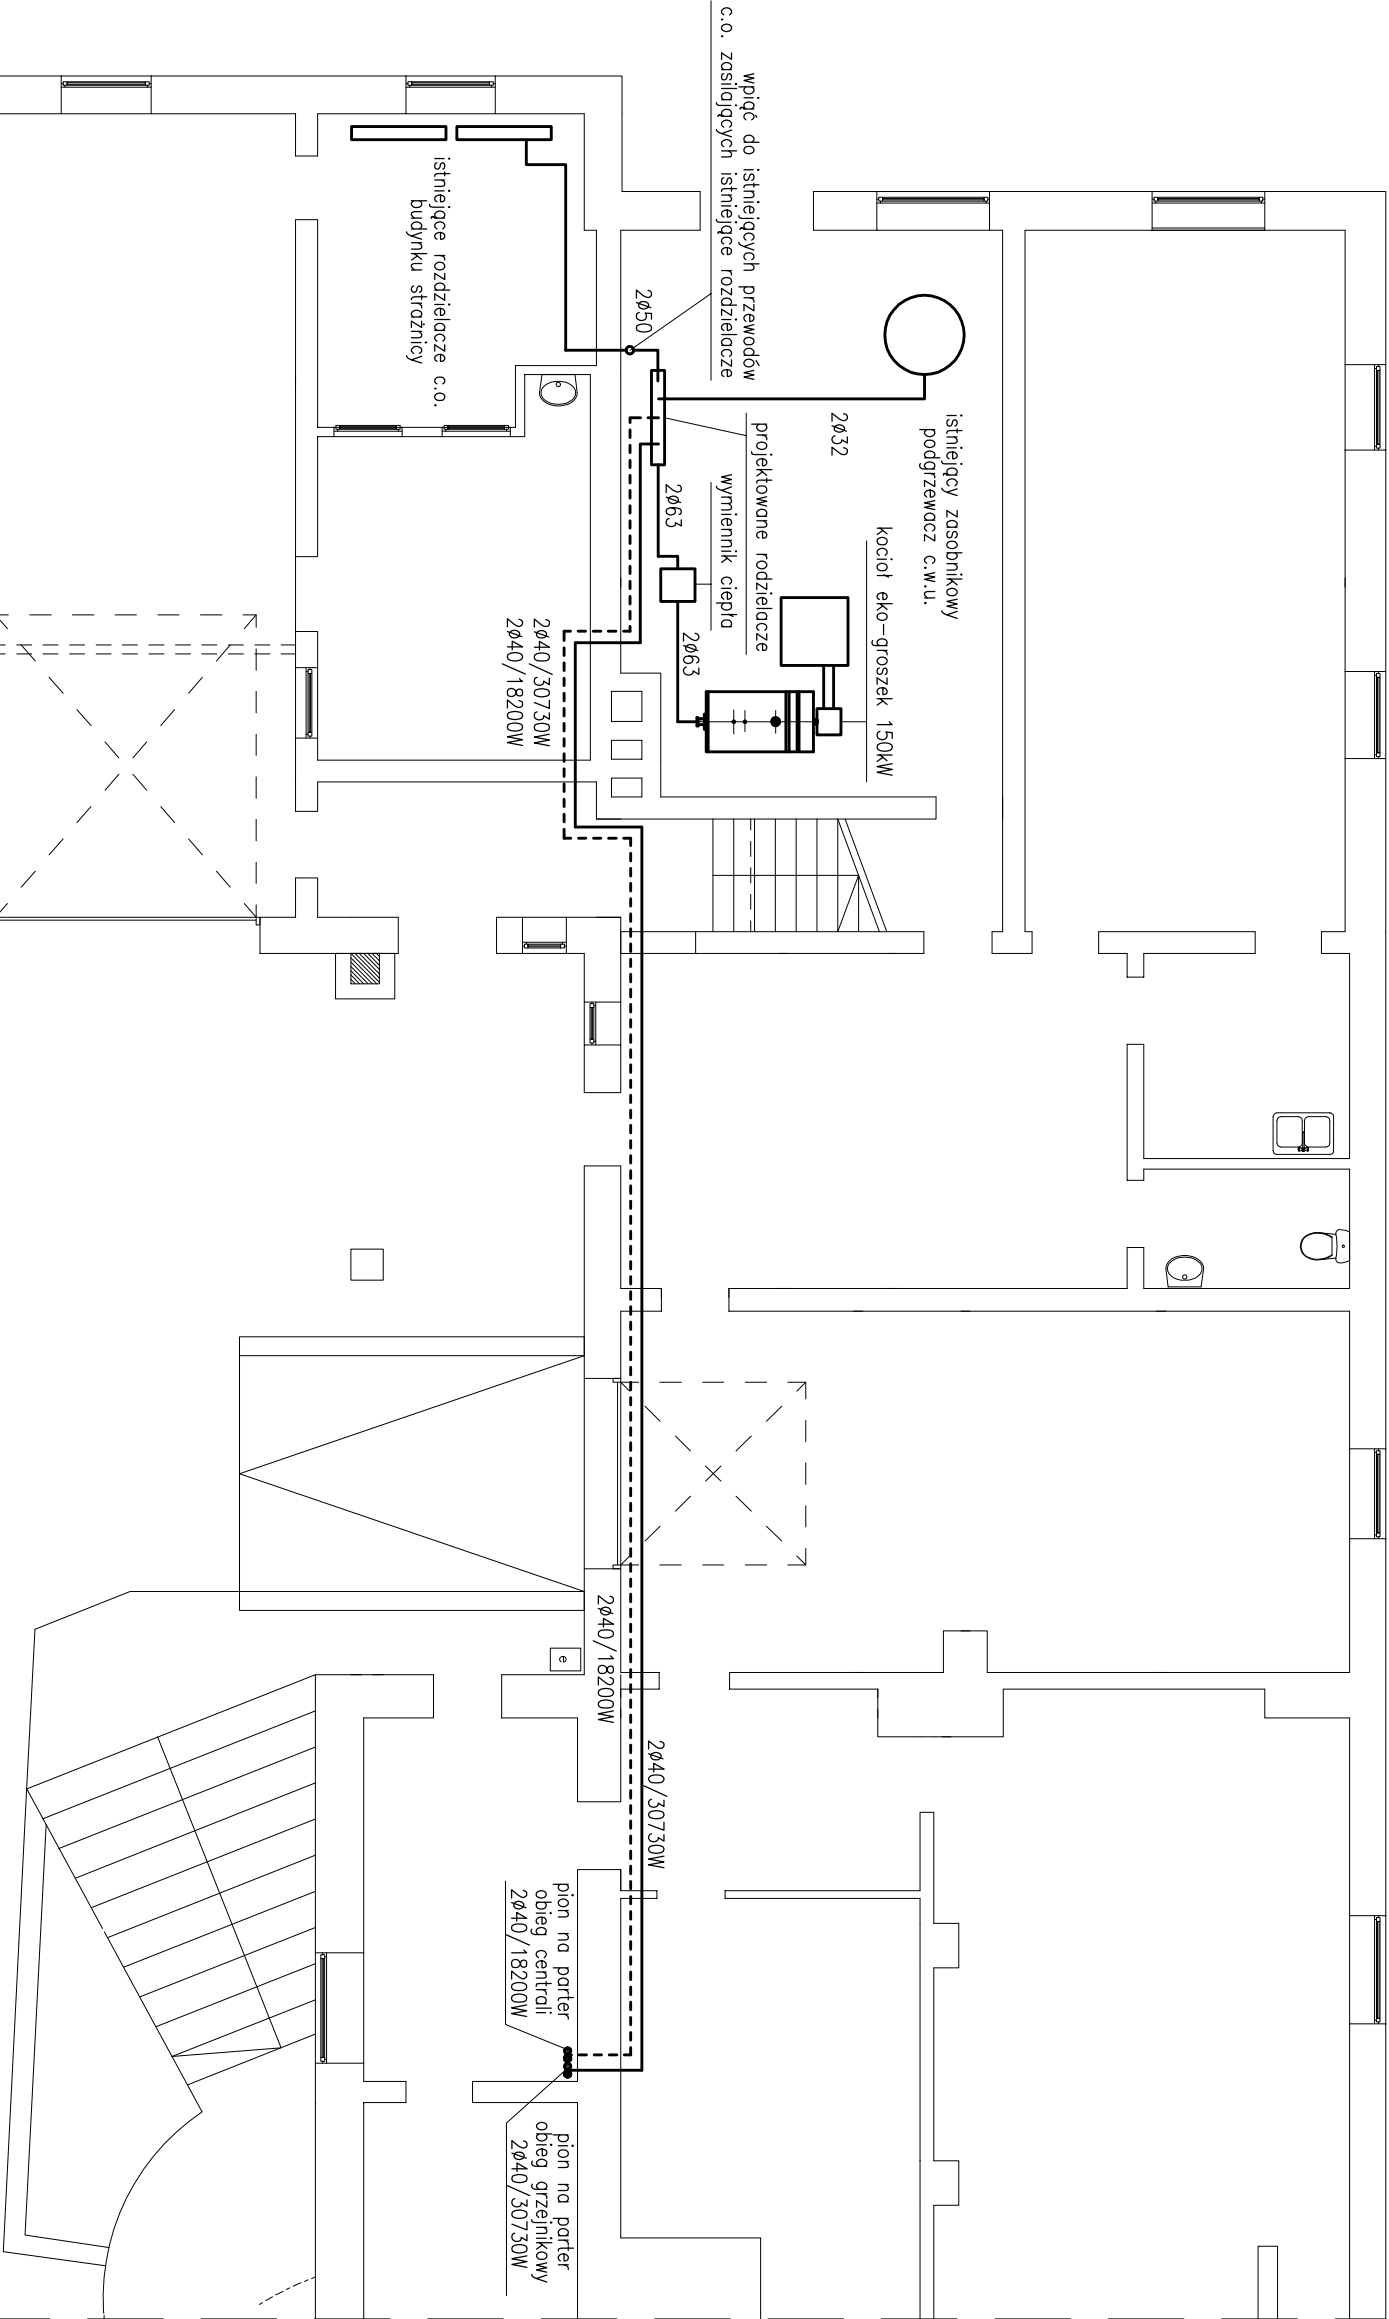 wpiąć do istniejących przewodów
c.o. zasilających istniejące rozdzielacze
istniejące rozdzielacze c.o.
budynku strażnicy
2ø50
2ø32
istniejący zasobnikowy
podgrzewacz c.w.u.
projektowane rodzielacze
wymiennik ciepła
2ø63
kocioł eko-groszek 150kW
2ø63
2ø40/30730W
2ø40/18200W
2ø40/18200W
e
2ø40/30730W
pion na parter
obieg centrali
2ø40/18200W
pion na parter
obieg grzejnikowy
2ø40/30730W